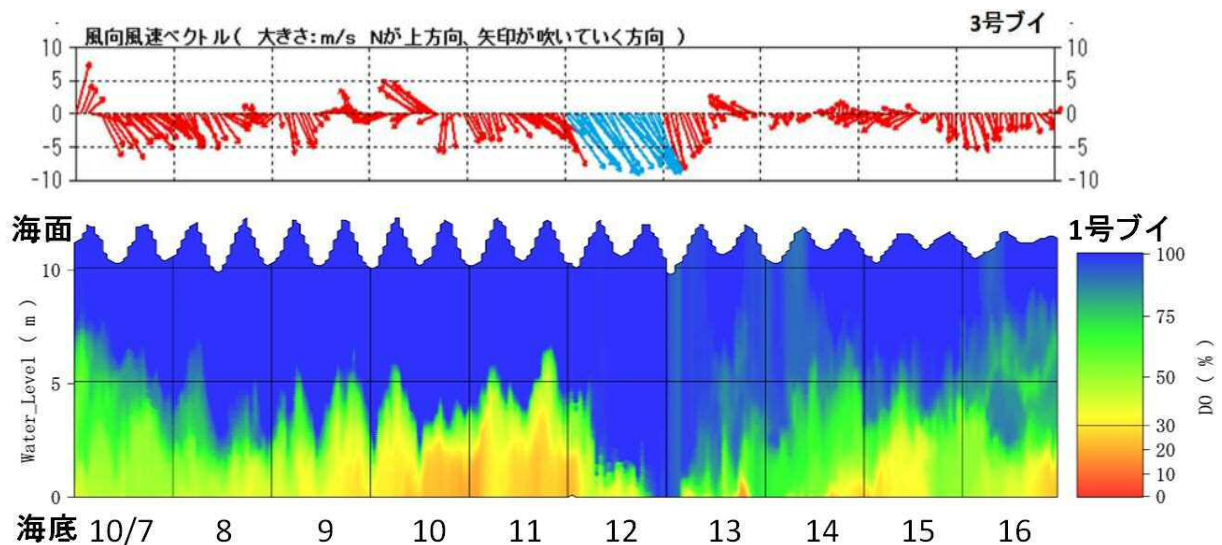 3号ブイ
風向風速ベクトル( 大きさ:m/s Nが上方向、矢印が吹いていく方向 )
10 10
5 5
0 0
-5 -5
-10 -10
海面 1号ブイ
10
5
0
Water_Level ( m )
100
75
50
30
20
10
0
DO ( % )
海底 10/7 8 9 10 11 12 13 14 15 16